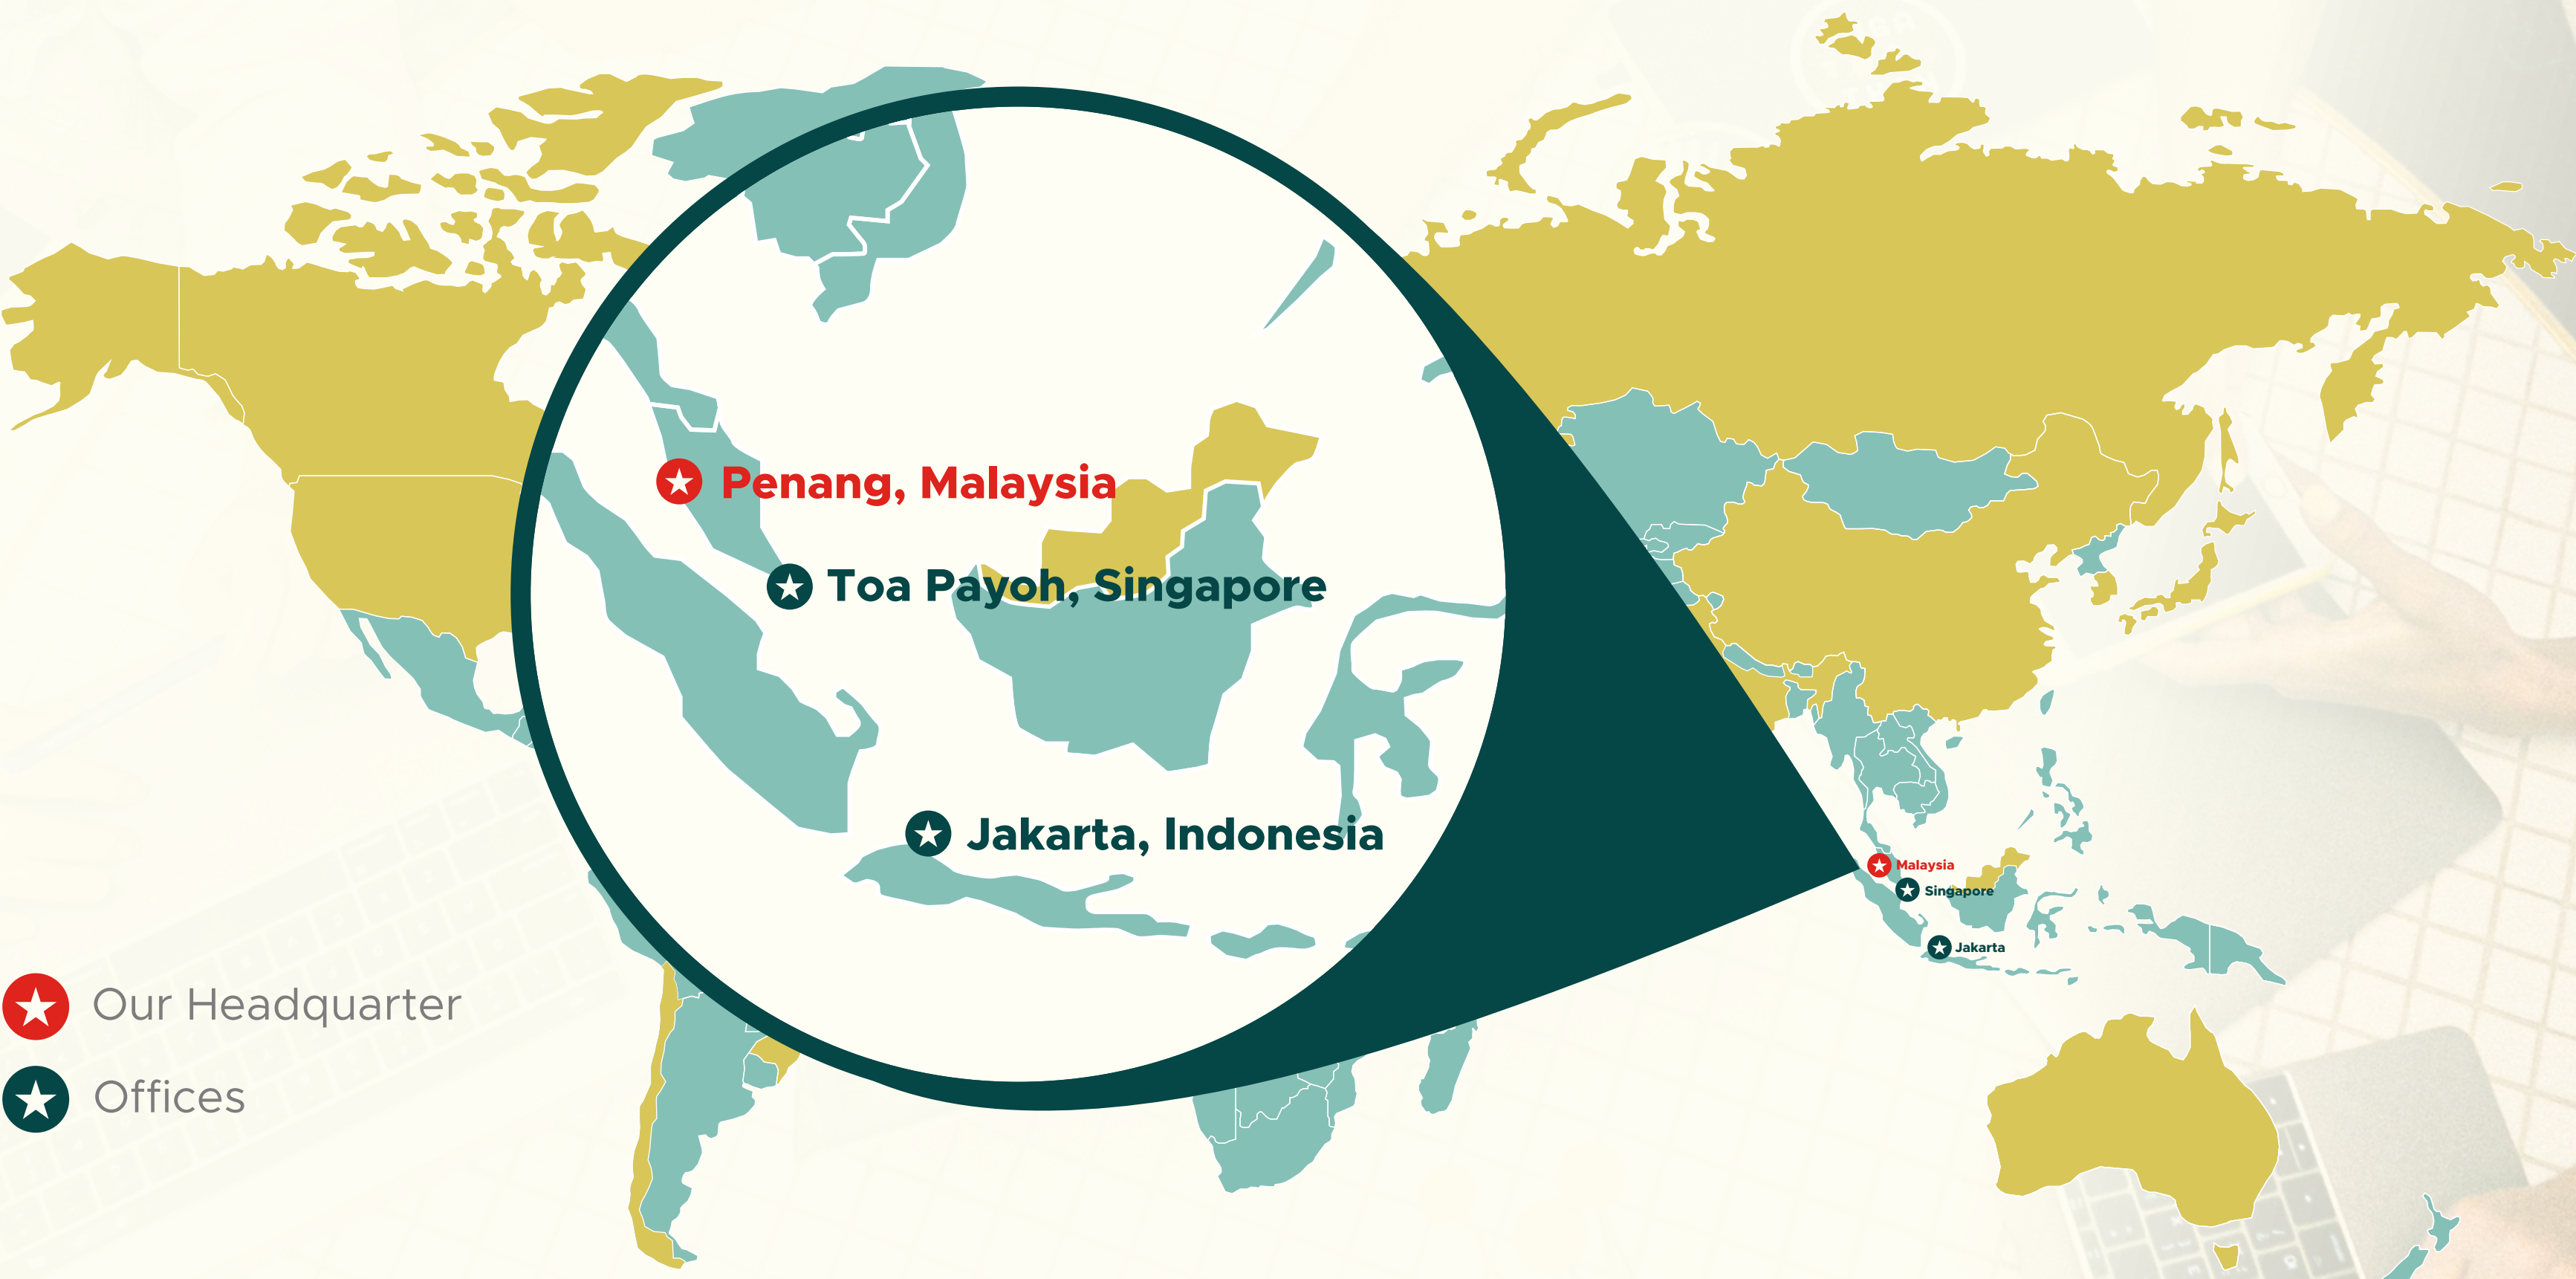 Penang, Malaysia
Toa Payoh, Singapore
Jakarta, Indonesia
Malaysia
Singapore
Jakarta
Our Headquarter
Offices